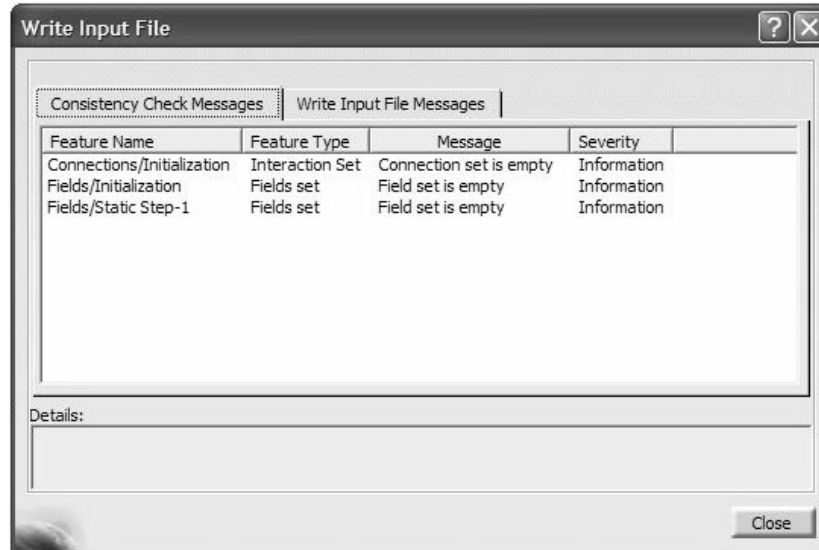 Write Input File
Consistency Check Messages Write Input File Messages
Feature Name Feature Type Message Severity
Connections/Initialization Interaction Set Connection set is empty Information
Fields/Initialization Fields set Field set is empty Information
Fields/Static Step-1 Fields set Field set is empty Information
Details:
Close